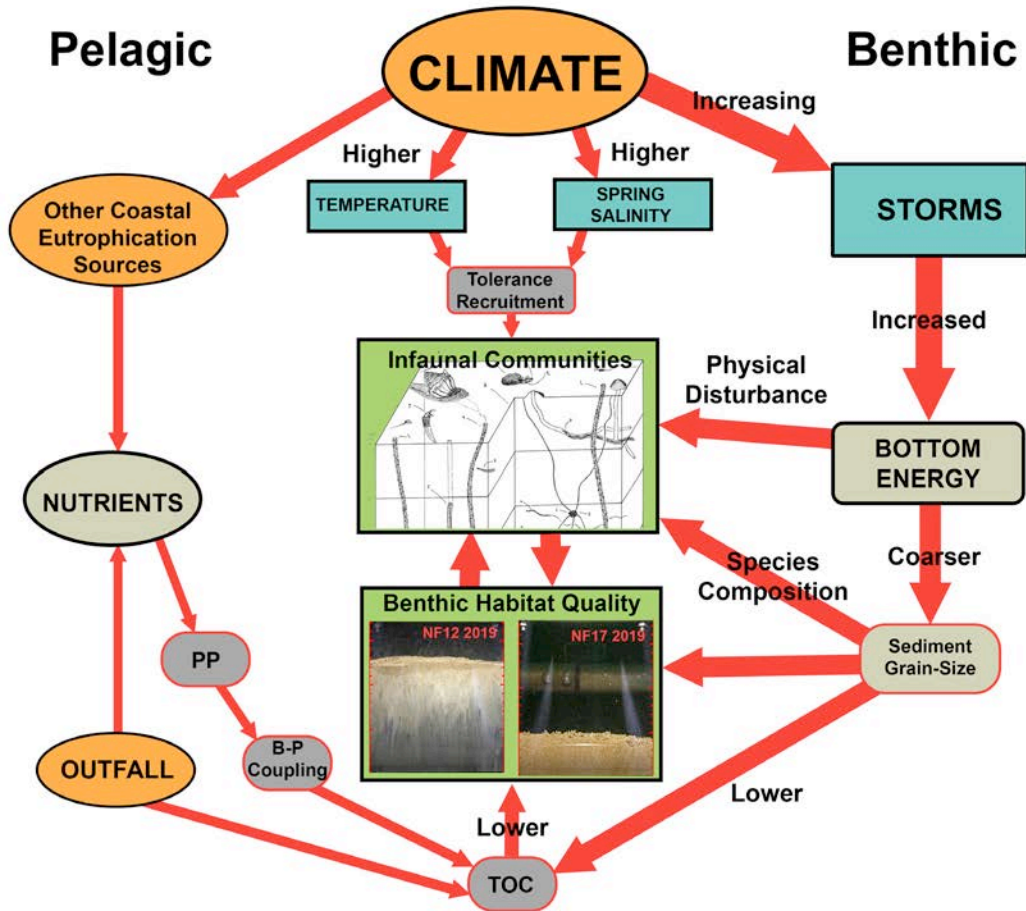 Pelagic
CLIMATE
Benthic
Increasing
Higher
Higher
Other Coastal
Eutrophication
Sources
TEMPERATURE
SPRING
SALINITY
STORMS
Tolerance
Recruitment
Increased
Infaunal Communities
Physical
Disturbance
BOTTOM
ENERGY
NUTRIENTS
Coarser
Species
Composition
Benthic Habitat Quality
NF12 2019
NF17 2019
PP
Sediment
Grain-Size
B-P
Coupling
OUTFALL
Lower
Lower
TOC